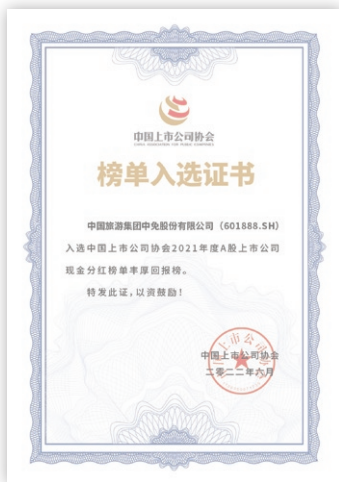 中国上市公司协会
CHINA ASSOCIATION FOR PUBLIC COMPANIES
榜单入选证书
中国旅游集团中免股份有限公司（601888.SH）
入选中国上市公司协会2021年度A股上市公司
现金分红榜单丰厚回报榜。
特发此证，以资鼓励！
中国上市公司协会
二零二二年六月